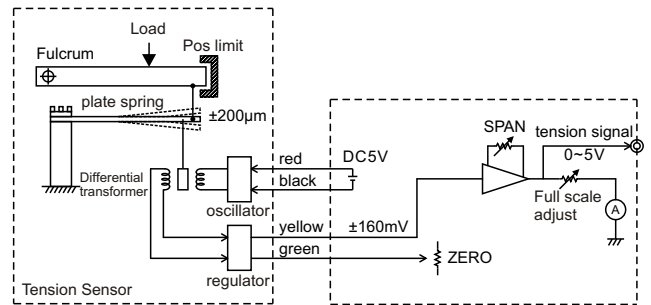 Load
Fulcrum
Pos limit
plate spring
±200μm
Differential
transformer
oscillator
regulator
Tension Sensor
red
black
DC5V
yellow
±160mV
green
ZERO
SPAN
tension signal
0~5V
Full scale
adjust
A